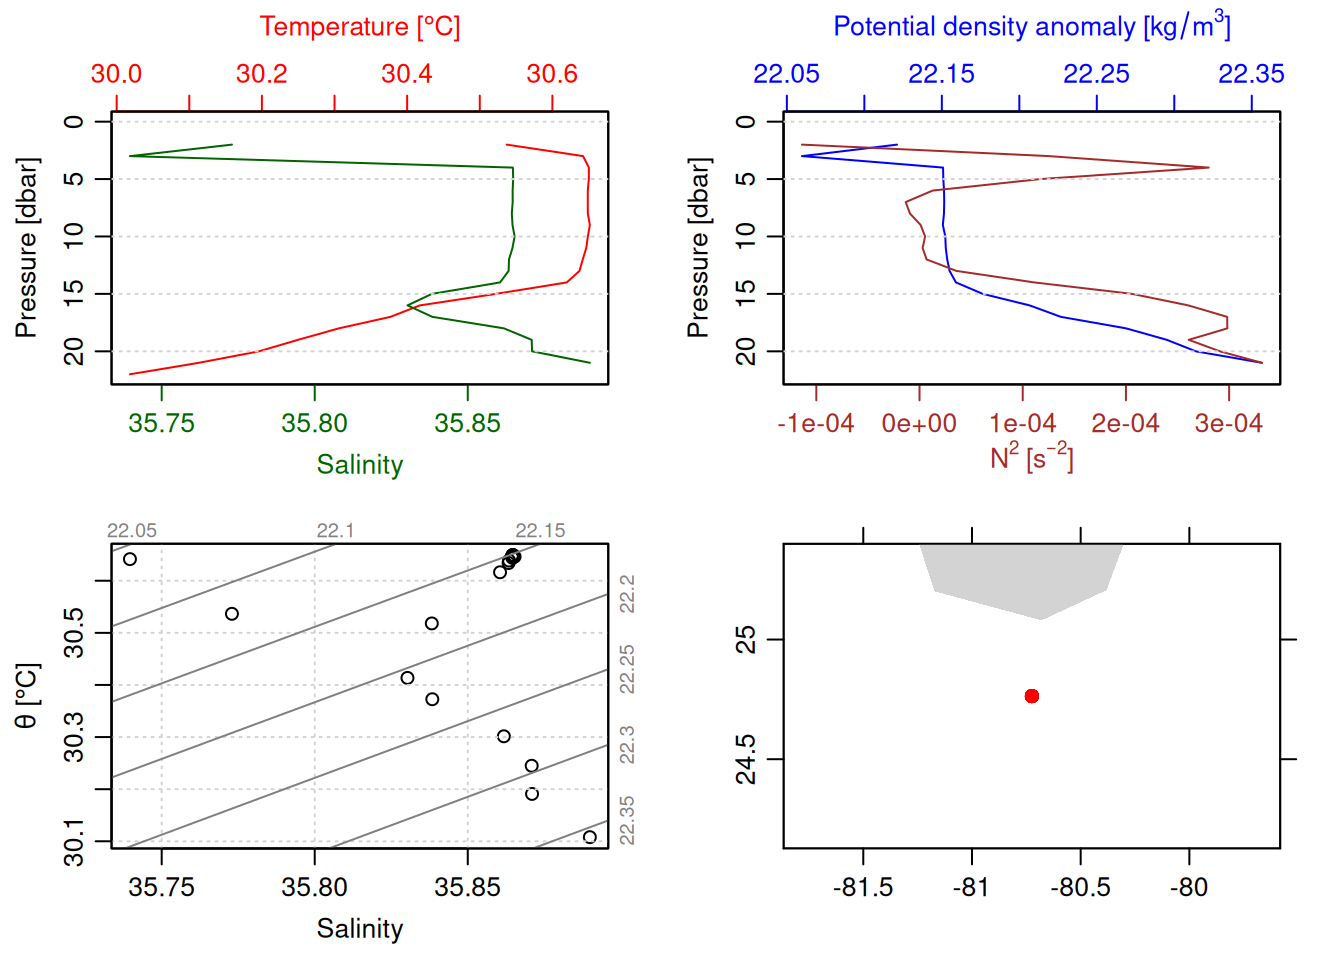 Temperature [°C]
30.0 30.2 30.4 30.6
Pressure [dbar]
0 5 10 15 20
35.75 35.80 35.85
Salinity
Potential density anomaly [kg/m³]
22.05 22.15 22.25 22.35
Pressure [dbar]
0 5 10 15 20
-1e-04 0e+00 1e-04 2e-04 3e-04
N² [s⁻²]
22.05 22.1 22.15
22.2
22.25
22.3
22.35
θ [°C]
30.5
30.3
30.1
35.75 35.80 35.85
Salinity
25
24.5
-81.5 -81 -80.5 -80